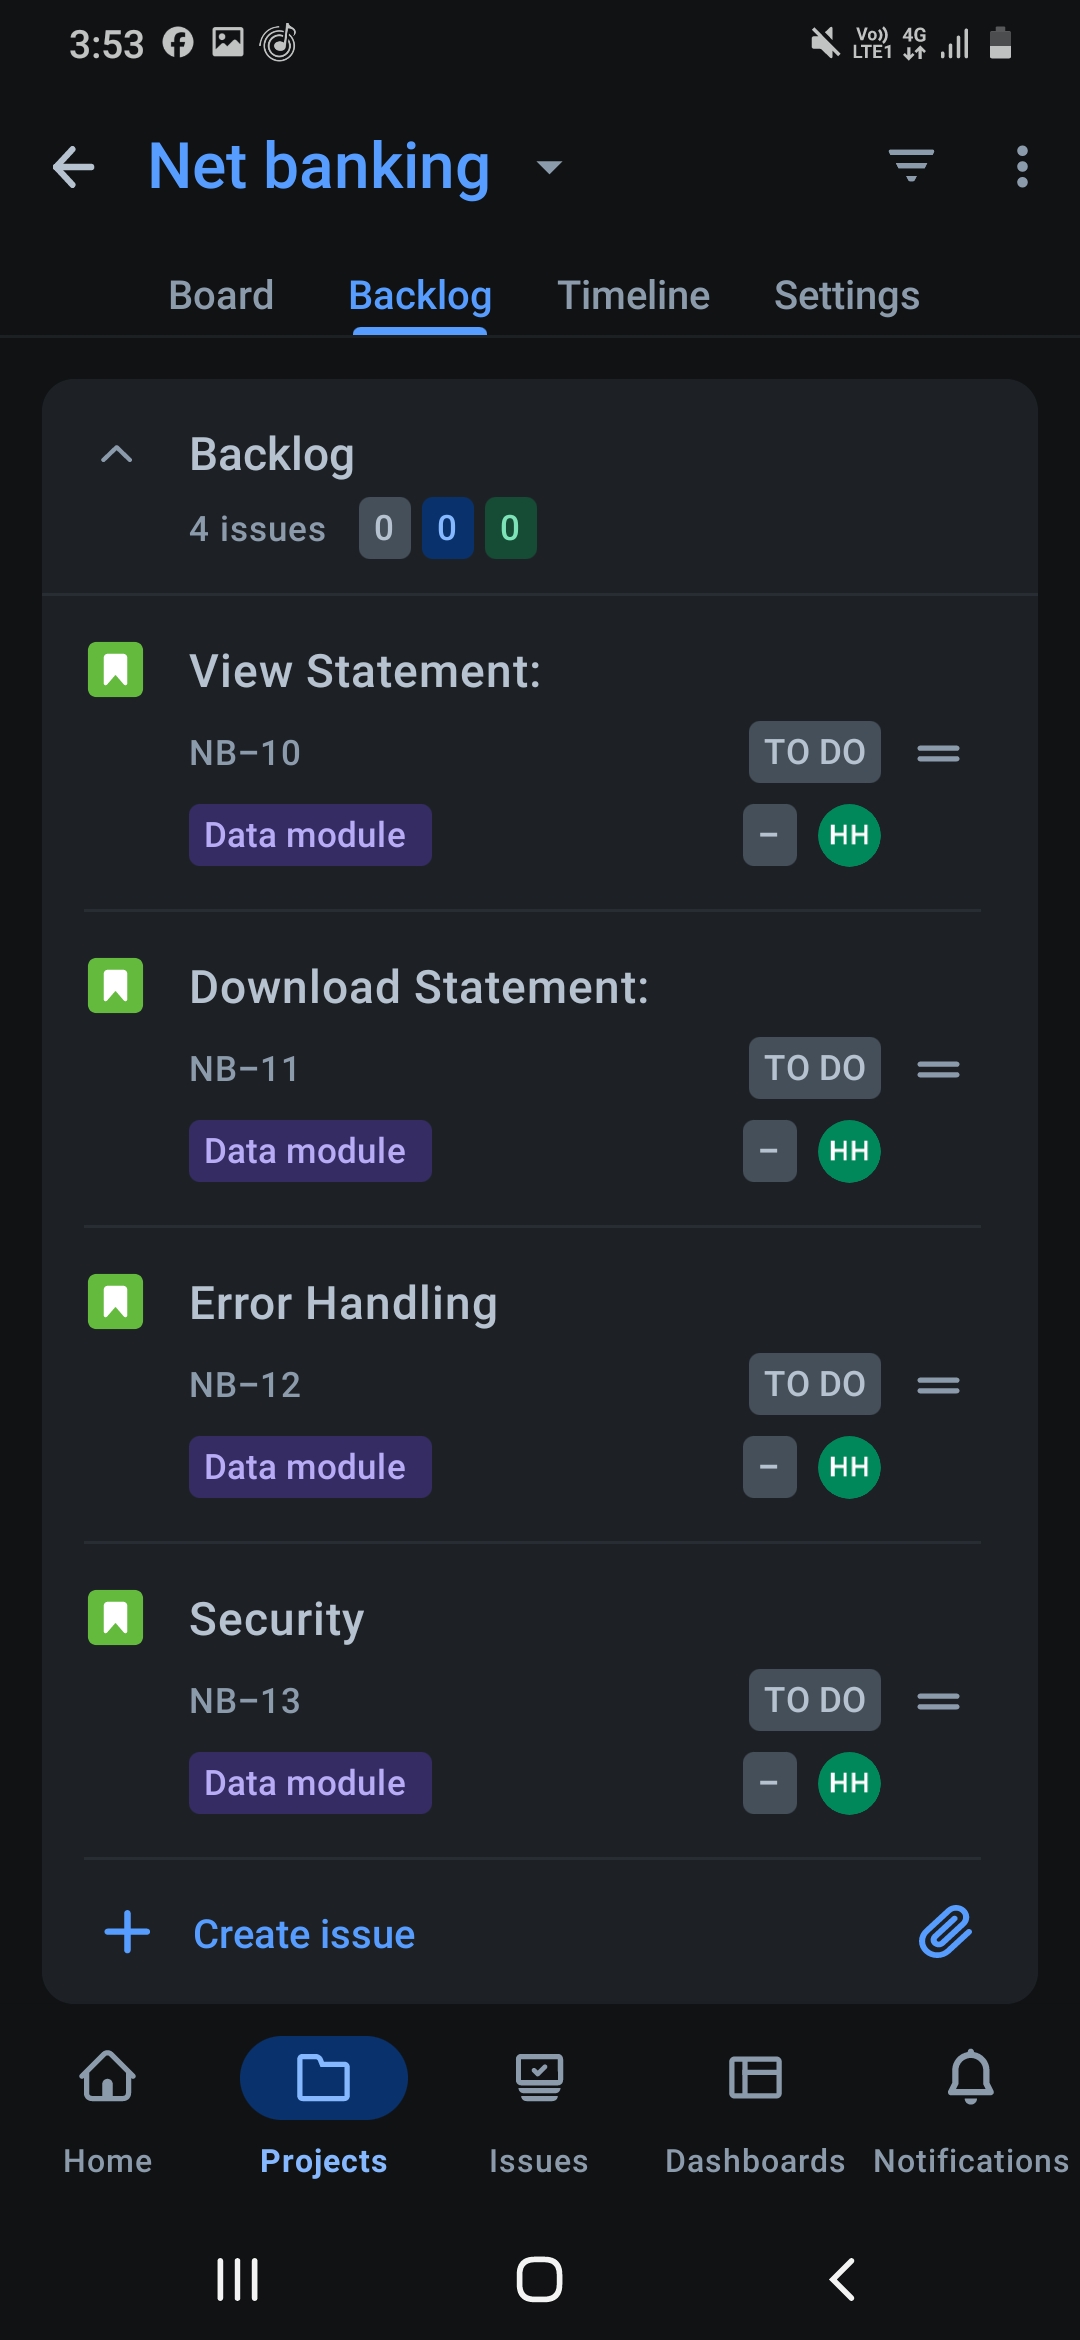 3:53 Vo)) LTE1 4G
Net banking
Board Backlog Timeline Settings
Backlog
4 issues 0 0 0
View Statement:
NB-10 TO DO
Data module - HH
Download Statement:
NB-11 TO DO
Data module - HH
Error Handling
NB-12 TO DO
Data module - HH
Security
NB-13 TO DO
Data module - HH
Create issue
Home Projects Issues Dashboards Notifications